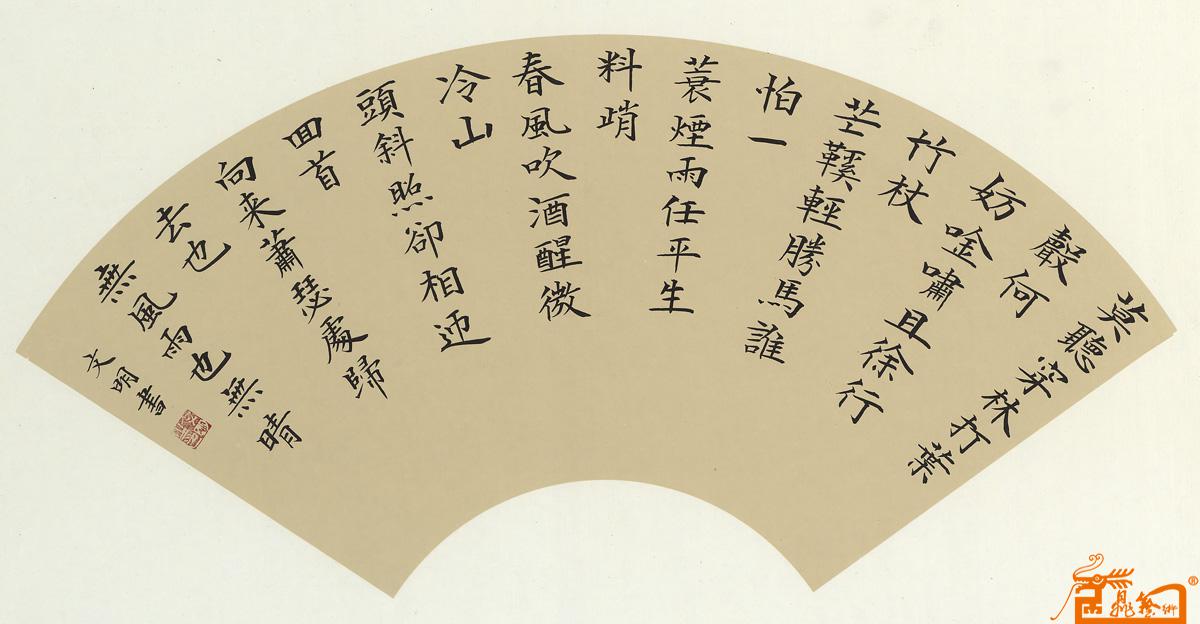 莫聽穿林打葉
聲何
妨唫嘯且徐行
竹杖
芒鞵輕勝馬誰
怕一
蓑煙雨任平生
料峭
春風吹酒醒微
冷山
頭斜照卻相迎
回首
向来蕭瑟處歸
去也
無風雨也無晴
文明書